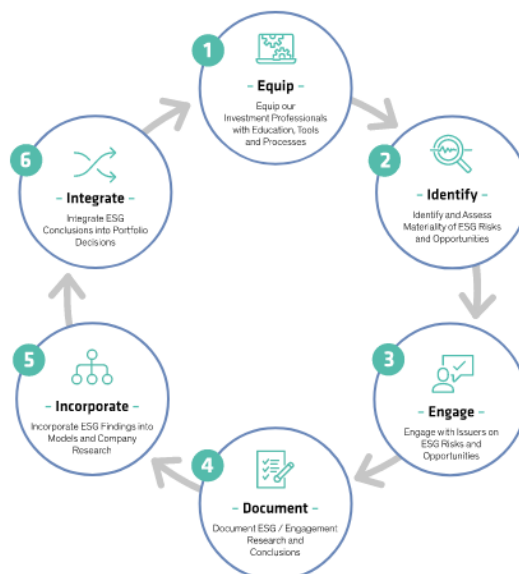 1
- Equip -
Equip our
Investment Professionals
with Education, Tools
and Processes
2
- Identify -
Identify and Assess
Materiality of ESG Risks
and Opportunities
3
- Engage -
Engage with Issuers on
ESG Risks and
Opportunities
4
- Document -
Document ESG / Engagement
Research and
Conclusions
5
- Incorporate -
Incorporate ESG Findings into
Models and Company
Research
6
- Integrate -
Integrate ESG
Conclusions into Portfolio
Decisions